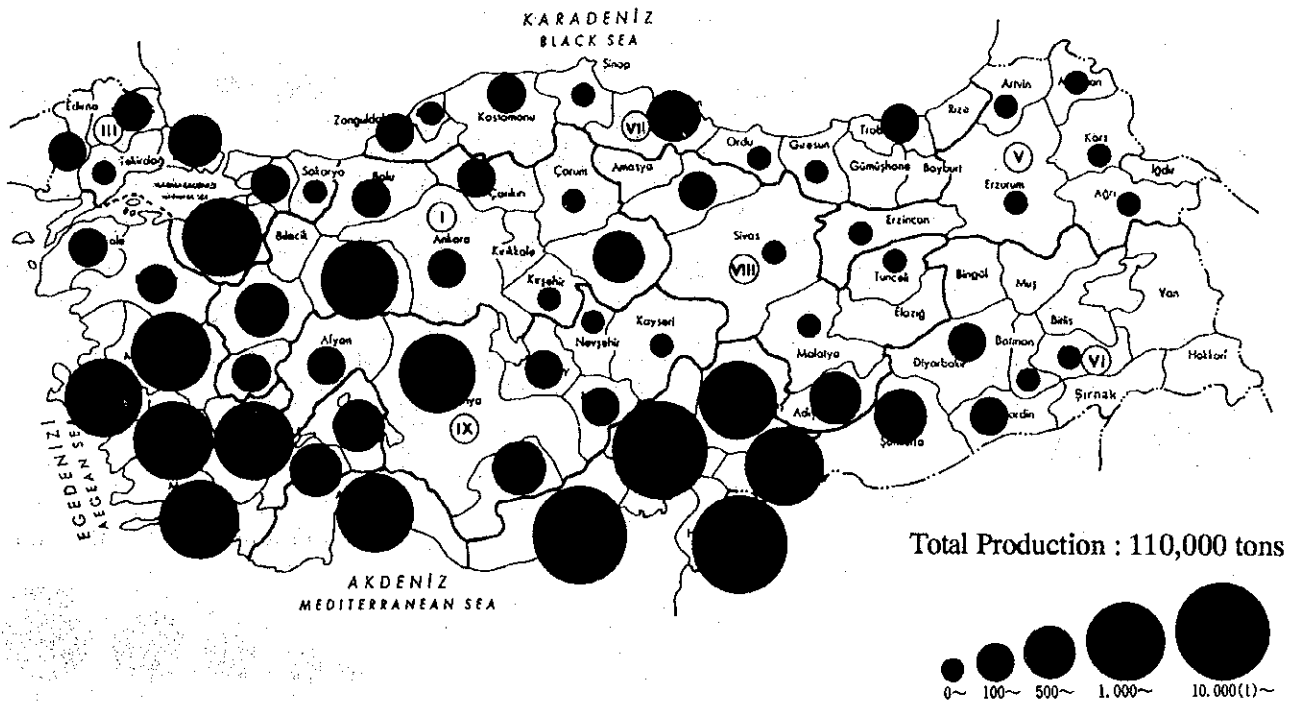 KARADENİZ
BLACK SEA
Sinop
Artvin
Edirne
III
Zonguldak
Kastamonu
VII
Rize
Trab
Kars
Tekirdağ
Sakarya
Bolu
Çankırı
Çorum
Amasya
Ordu
Giresun
Gümüşhane
Bayburt
V
Erzurum
Iğdır
Ağrı
I
Ankara
Bilecik
Kırıkkale
Sivas
VIII
Erzincan
Tunceli
Bingöl
Muş
Van
Kırşehir
Nevşehir
Kayseri
Elazığ
Bitlis
Afyon
Malatya
Diyarbakır
Batman
VI
Hakkari
Şırnak
IX
EGEDENİZİ
AEGEAN SEA
AKDENİZ
MEDITERRANEAN SEA
Total Production : 110,000 tons
0~ 100~ 500~ 1.000~ 10.000(t)~